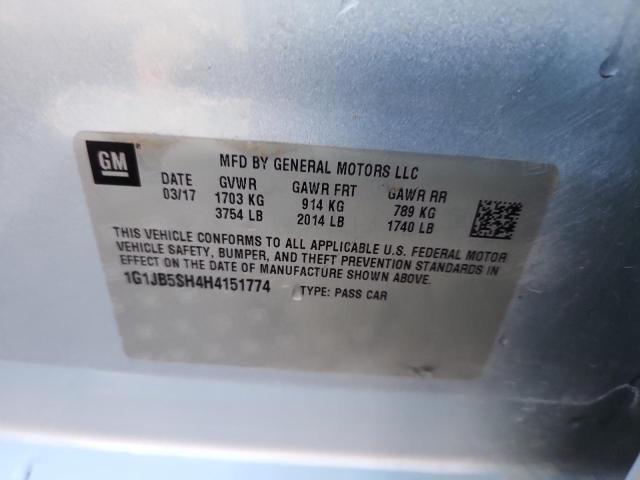 GM
MFD BY GENERAL MOTORS LLC
DATE GVWR GAWR FRT GAWR RR
03/17 1703 KG 914 KG 789 KG
3754 LB 2014 LB 1740 LB
THIS VEHICLE CONFORMS TO ALL APPLICABLE U.S. FEDERAL MOTOR
VEHICLE SAFETY, BUMPER, AND THEFT PREVENTION STANDARDS IN
EFFECT ON THE DATE OF MANUFACTURE SHOWN ABOVE.
1G1JB5SH4H4151774 TYPE: PASS CAR